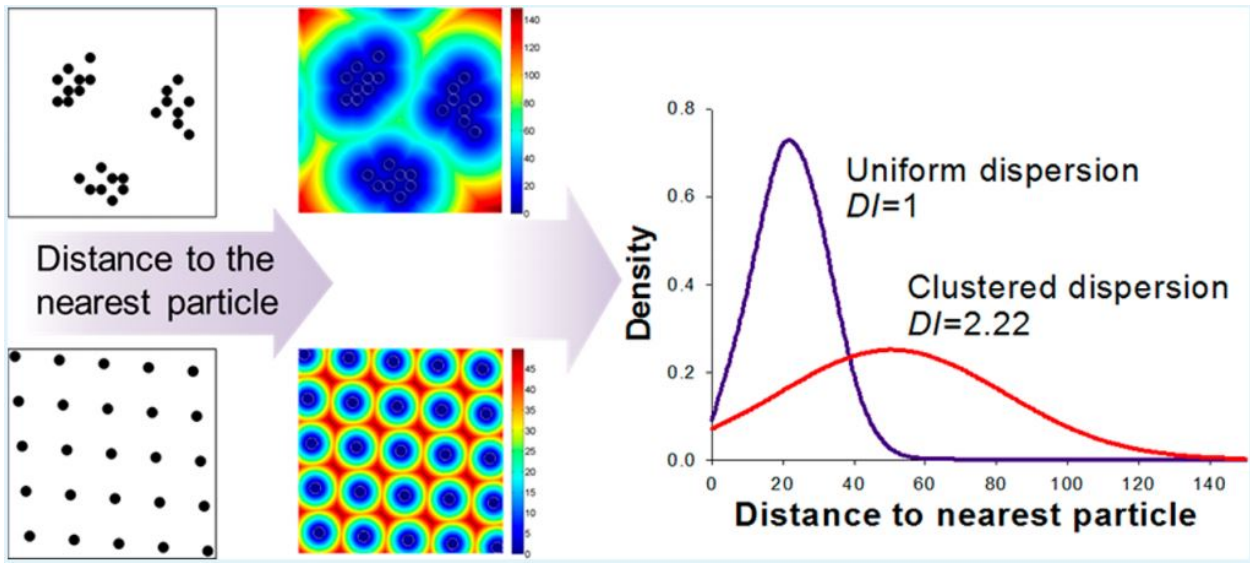 Distance to the
nearest particle
140
120
100
80
60
40
20
0
45
40
35
30
25
20
15
10
5
0
Density
0.8
0.6
0.4
0.2
0.0
Uniform dispersion
DI=1
Clustered dispersion
DI=2.22
0 20 40 60 80 100 120 140
Distance to nearest particle